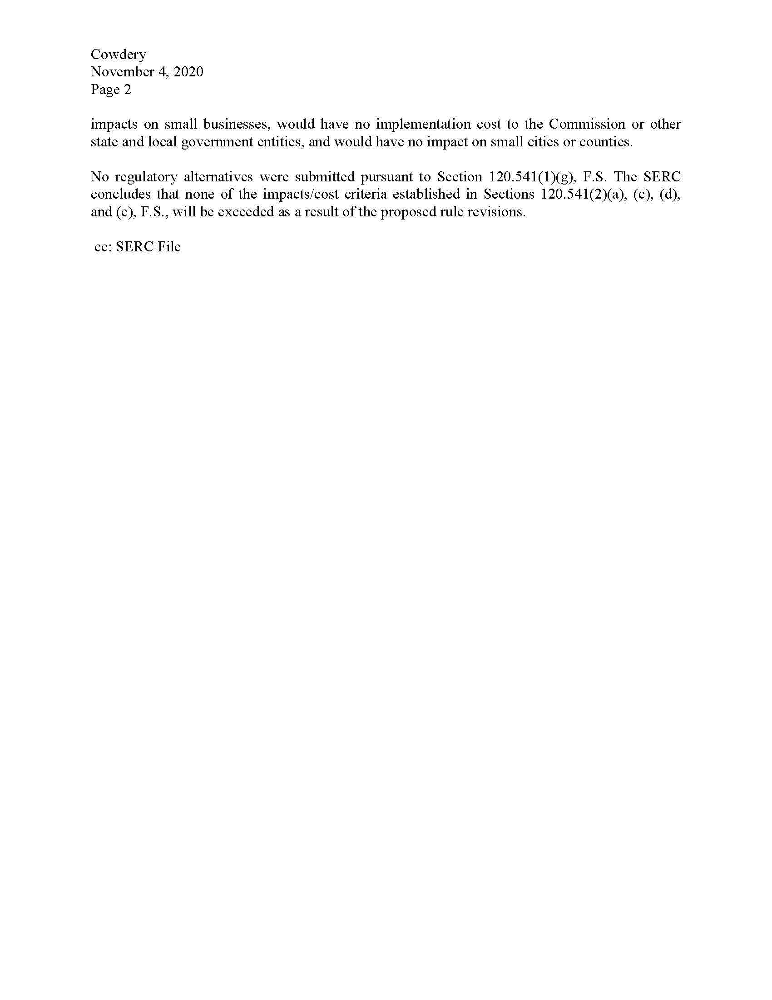 Cowdery
November 4, 2020
Page 2
impacts on small businesses, would have no implementation cost to the Commission or other
state and local government entities, and would have no impact on small cities or counties.
No regulatory alternatives were submitted pursuant to Section 120.541(1)(g), F.S. The SERC
concludes that none of the impacts/cost criteria established in Sections 120.541(2)(a), (c), (d),
and (e), F.S., will be exceeded as a result of the proposed rule revisions.
cc: SERC File